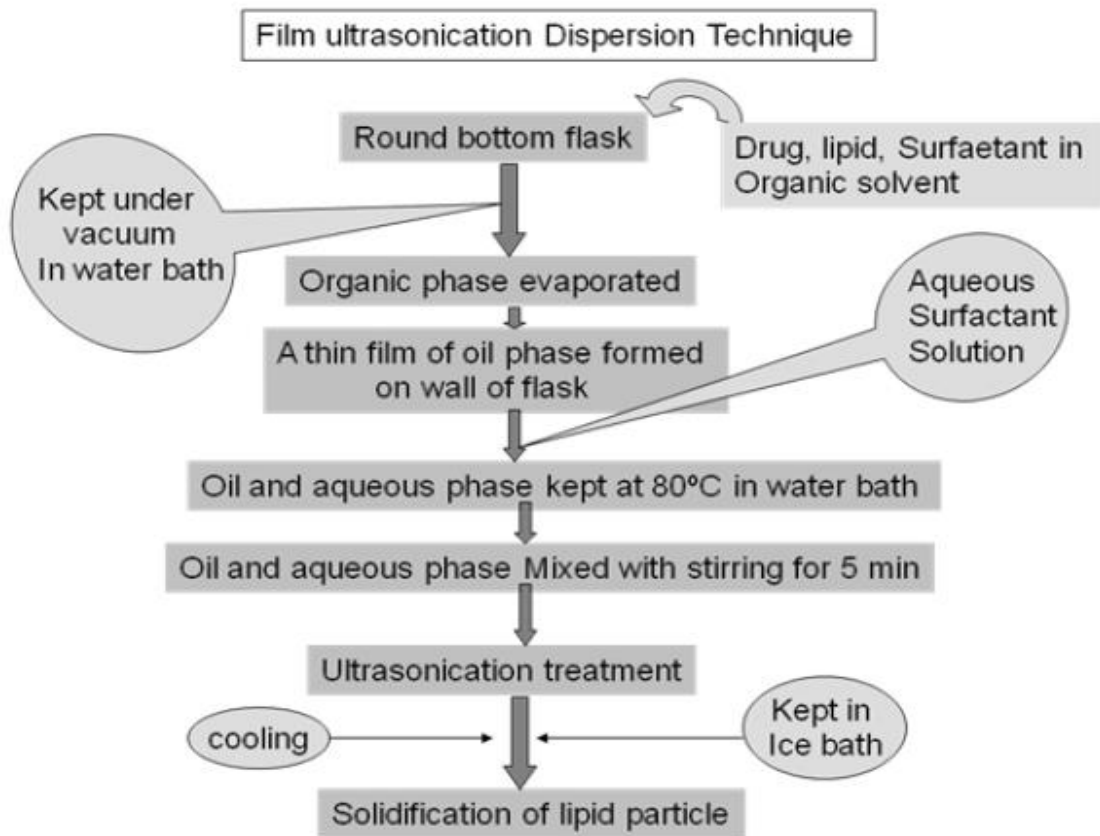 Film ultrasonication Dispersion Technique
Round bottom flask
Drug, lipid, Surfaetant in
Organic solvent
Kept under
vacuum
In water bath
Organic phase evaporated
Aqueous
Surfactant
Solution
A thin film of oil phase formed
on wall of flask
Oil and aqueous phase kept at 80ºC in water bath
Oil and aqueous phase Mixed with stirring for 5 min
Ultrasonication treatment
cooling
Kept in
Ice bath
Solidification of lipid particle